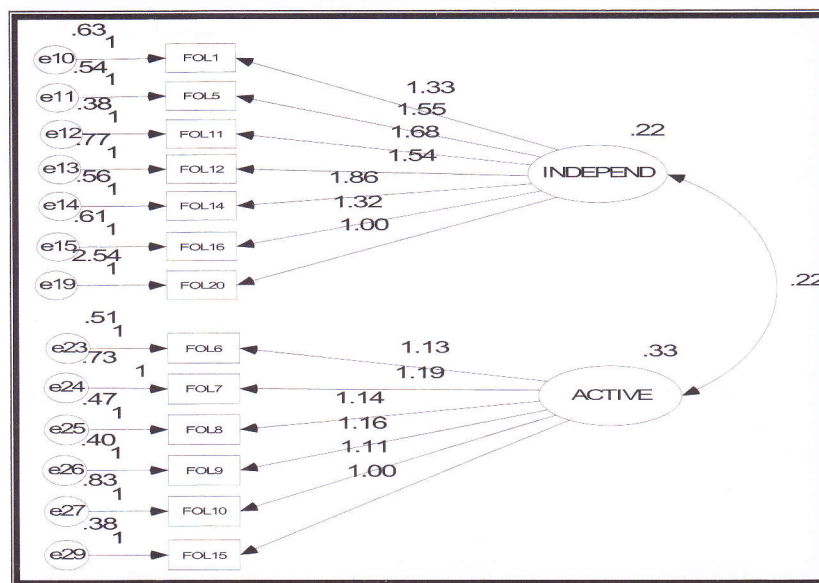 .63
1
e10 FOL1
.54
1
1.33
e11 FOL5
.38
1
1.55
.22
e12 FOL11
1.68
.77
1
1.54
e13 FOL12
INDEPEND
.56
1
1.86
e14 FOL14
.61
1
1.32
e15 FOL16
1.00
2.54
1
e19 FOL20
.22
.51
1
e23 FOL6
1.13
.33
.73
1
1.19
e24 FOL7
ACTIVE
.47
1
1.14
e25 FOL8
1.16
.40
1
e26 FOL9
1.11
.83
1
1.00
e27 FOL10
.38
1
e29 FOL15